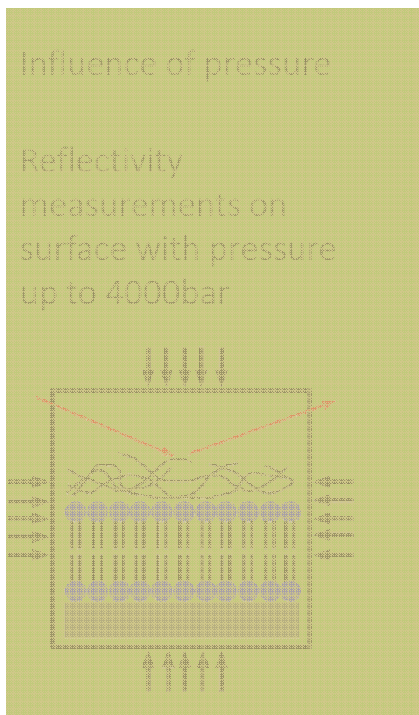 Influence of pressure
Reflectivity
measurements on
surface with pressure
up to 4000bar